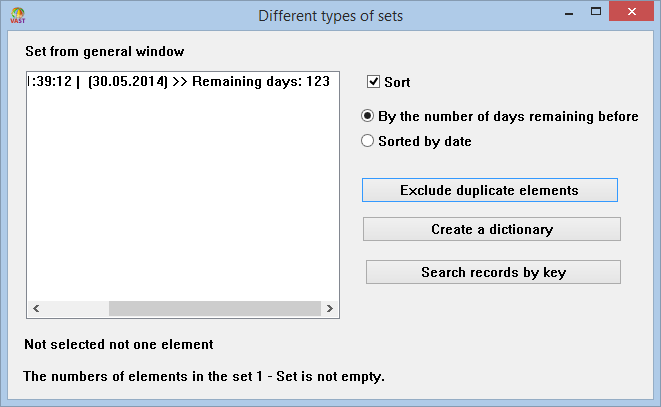 VAST
Different types of sets
Set from general window
:39:12 | (30.05.2014) >> Remaining days: 123
Sort
By the number of days remaining before
Sorted by date
Exclude duplicate elements
Create a dictionary
Search records by key
Not selected not one element
The numbers of elements in the set 1 - Set is not empty.